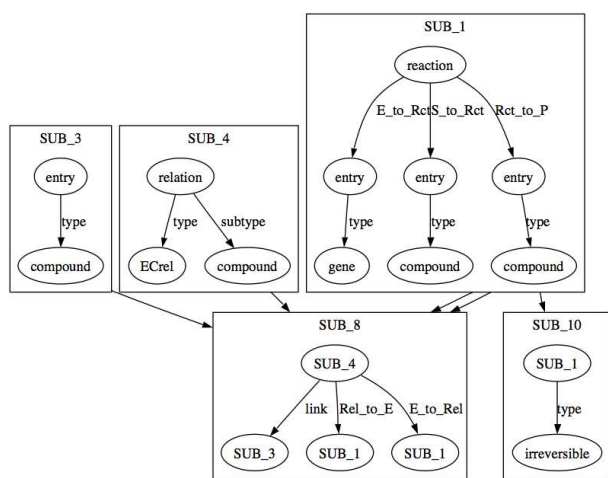 SUB_1
reaction
E_to_Rct S_to_Rct Rct_to_P
SUB_3 SUB_4
entry relation entry entry entry
type type subtype type type type
compound ECrel compound gene compound compound
SUB_8 SUB_10
SUB_4 SUB_1
link Rel_to_E E_to_Rel type
SUB_3 SUB_1 SUB_1 irreversible